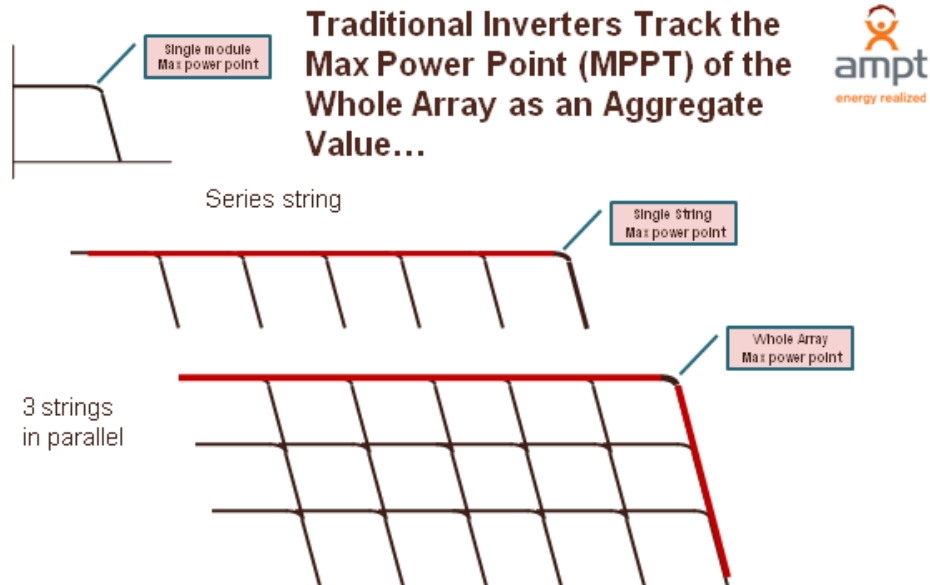 Single module
Max power point
Traditional Inverters Track the
Max Power Point (MPPT) of the
Whole Array as an Aggregate
Value...
ampt
energy realized
Series string
Single String
Max power point
Whole Array
Max power point
3 strings
in parallel